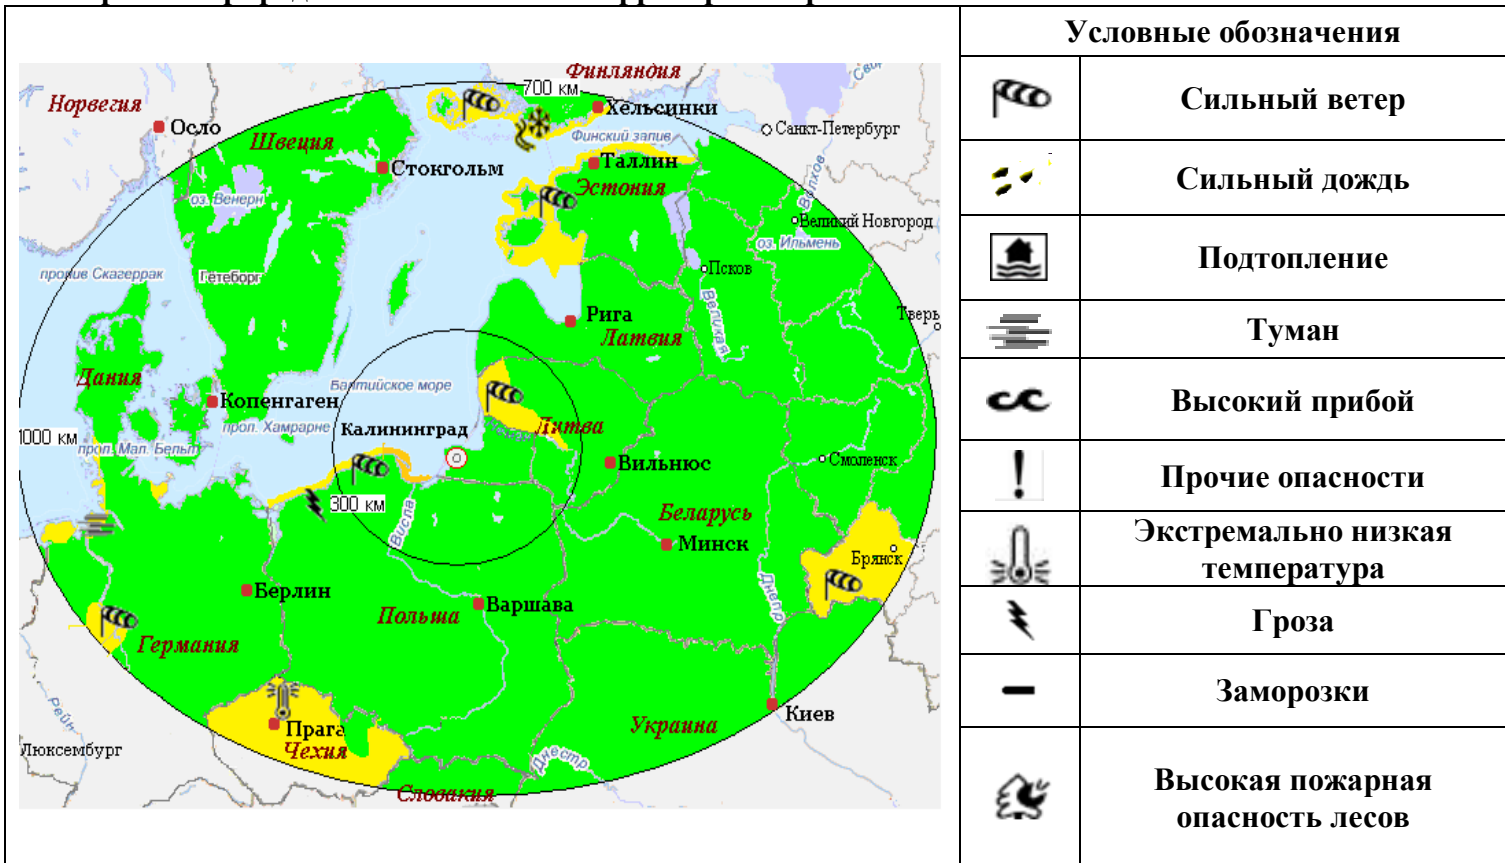 Условные обозначения
Сильный ветер
Сильный дождь
Подтопление
Туман
Высокий прибой
Прочие опасности
Экстремально низкая
температура
Гроза
Заморозки
Высокая пожарная
опасность лесов
Финляндия
700 км
Норвегия
Хельсинки
Осло
Финский залив
Санкт-Петербург
Швеция
Стокгольм
Таллин
Эстония
Волхов
оз. Венерн
Великий Новгород
оз. Ильмень
пролив Скагеррак
Гетеборг
Псков
Великая
Рига
Тверь
Латвия
Дания
Балтийское море
Копенгаген
прол. Хамрарне
Калининград
Литва
1000 км
прол. Мал. Бельт
Вильнюс
Смоленск
300 км
Висла
Беларусь
Минск
Брянск
Берлин
Варшава
Днепр
Польша
Германия
Рейн
Прага
Чехия
Украина
Киев
Люксембург
Днестр
Словакия